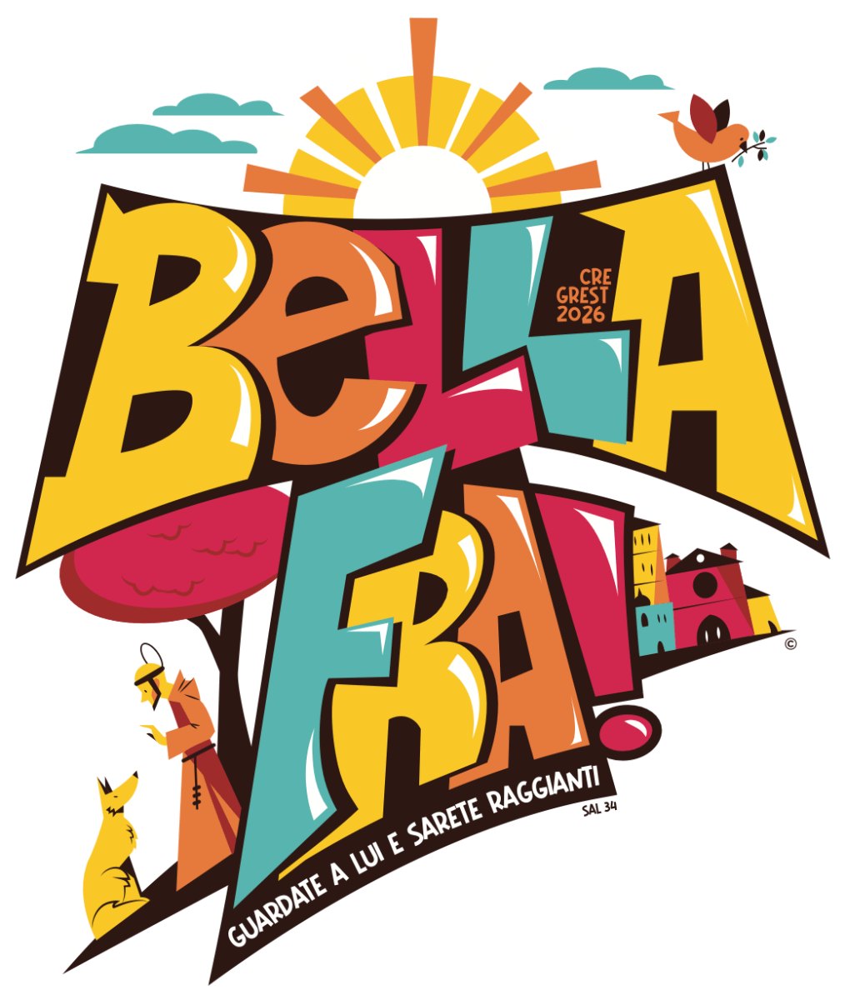 BeLLA
CRE
GREST
2026
FRA!
©
GUARDATE A LUI E SARETE RAGGIANTI
SAL 34